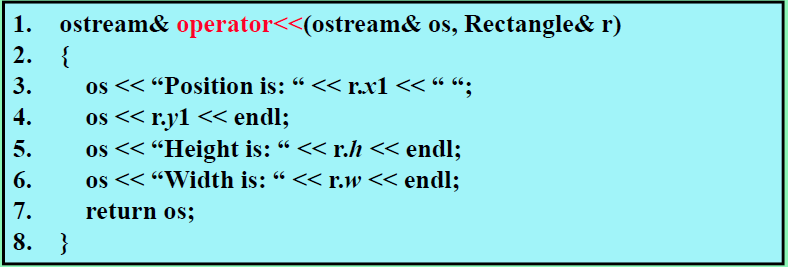 1. ostream& operator<<(ostream& os, Rectangle& r)
2. {
3. os << “Position is: “ << r.x1 << “ “;
4. os << r.y1 << endl;
5. os << “Height is: “ << r.h << endl;
6. os << “Width is: “ << r.w << endl;
7. return os;
8. }